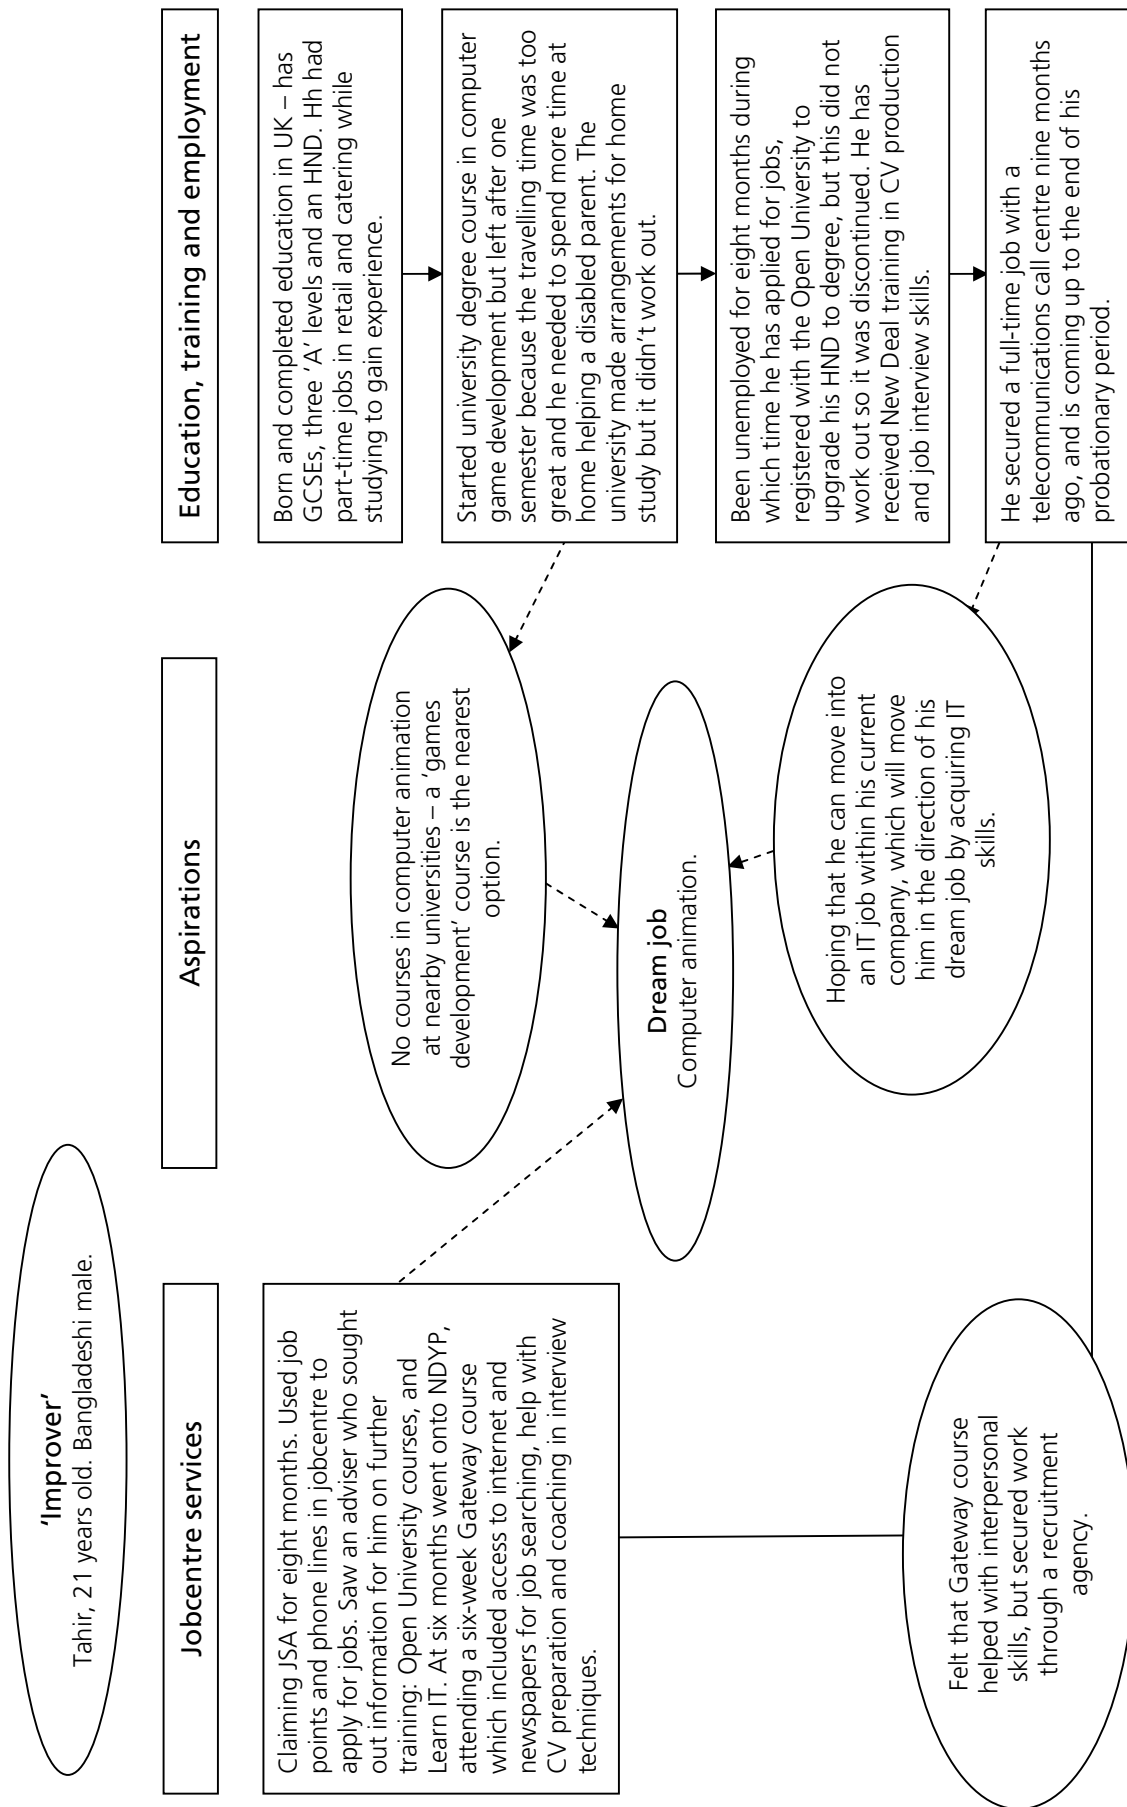 'Improver'
Tahir, 21 years old. Bangladeshi male.
Jobcentre services
Claiming JSA for eight months. Used job
points and phone lines in jobcentre to
apply for jobs. Saw an adviser who sought
out information for him on further
training: Open University courses, and
Learn IT. At six months went onto NDYP,
attending a six-week Gateway course
which included access to internet and
newspapers for job searching, help with
CV preparation and coaching in interview
techniques.
Felt that Gateway course
helped with interpersonal
skills, but secured work
through a recruitment
agency.
Aspirations
No courses in computer animation
at nearby universities – a 'games
development' course is the nearest
option.
Dream job
Computer animation.
Hoping that he can move into
an IT job within his current
company, which will move
him in the direction of his
dream job by acquiring IT
skills.
Education, training and employment
Born and completed education in UK – has
GCSEs, three 'A' levels and an HND. Hh had
part-time jobs in retail and catering while
studying to gain experience.
Started university degree course in computer
game development but left after one
semester because the travelling time was too
great and he needed to spend more time at
home helping a disabled parent. The
university made arrangements for home
study but it didn't work out.
Been unemployed for eight months during
which time he has applied for jobs,
registered with the Open University to
upgrade his HND to degree, but this did not
work out so it was discontinued. He has
received New Deal training in CV production
and job interview skills.
He secured a full-time job with a
telecommunications call centre nine months
ago, and is coming up to the end of his
probationary period.